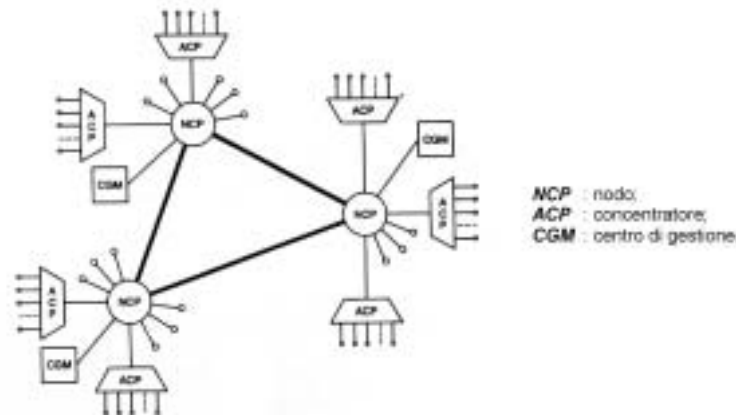 ACP
ACP
NCP
CGM
ACP
CGM
NCP
ACP
ACP
ACP
NCP
CGM
ACP
NCP : nodo;
ACP : concentratore;
CGM : centro di gestione